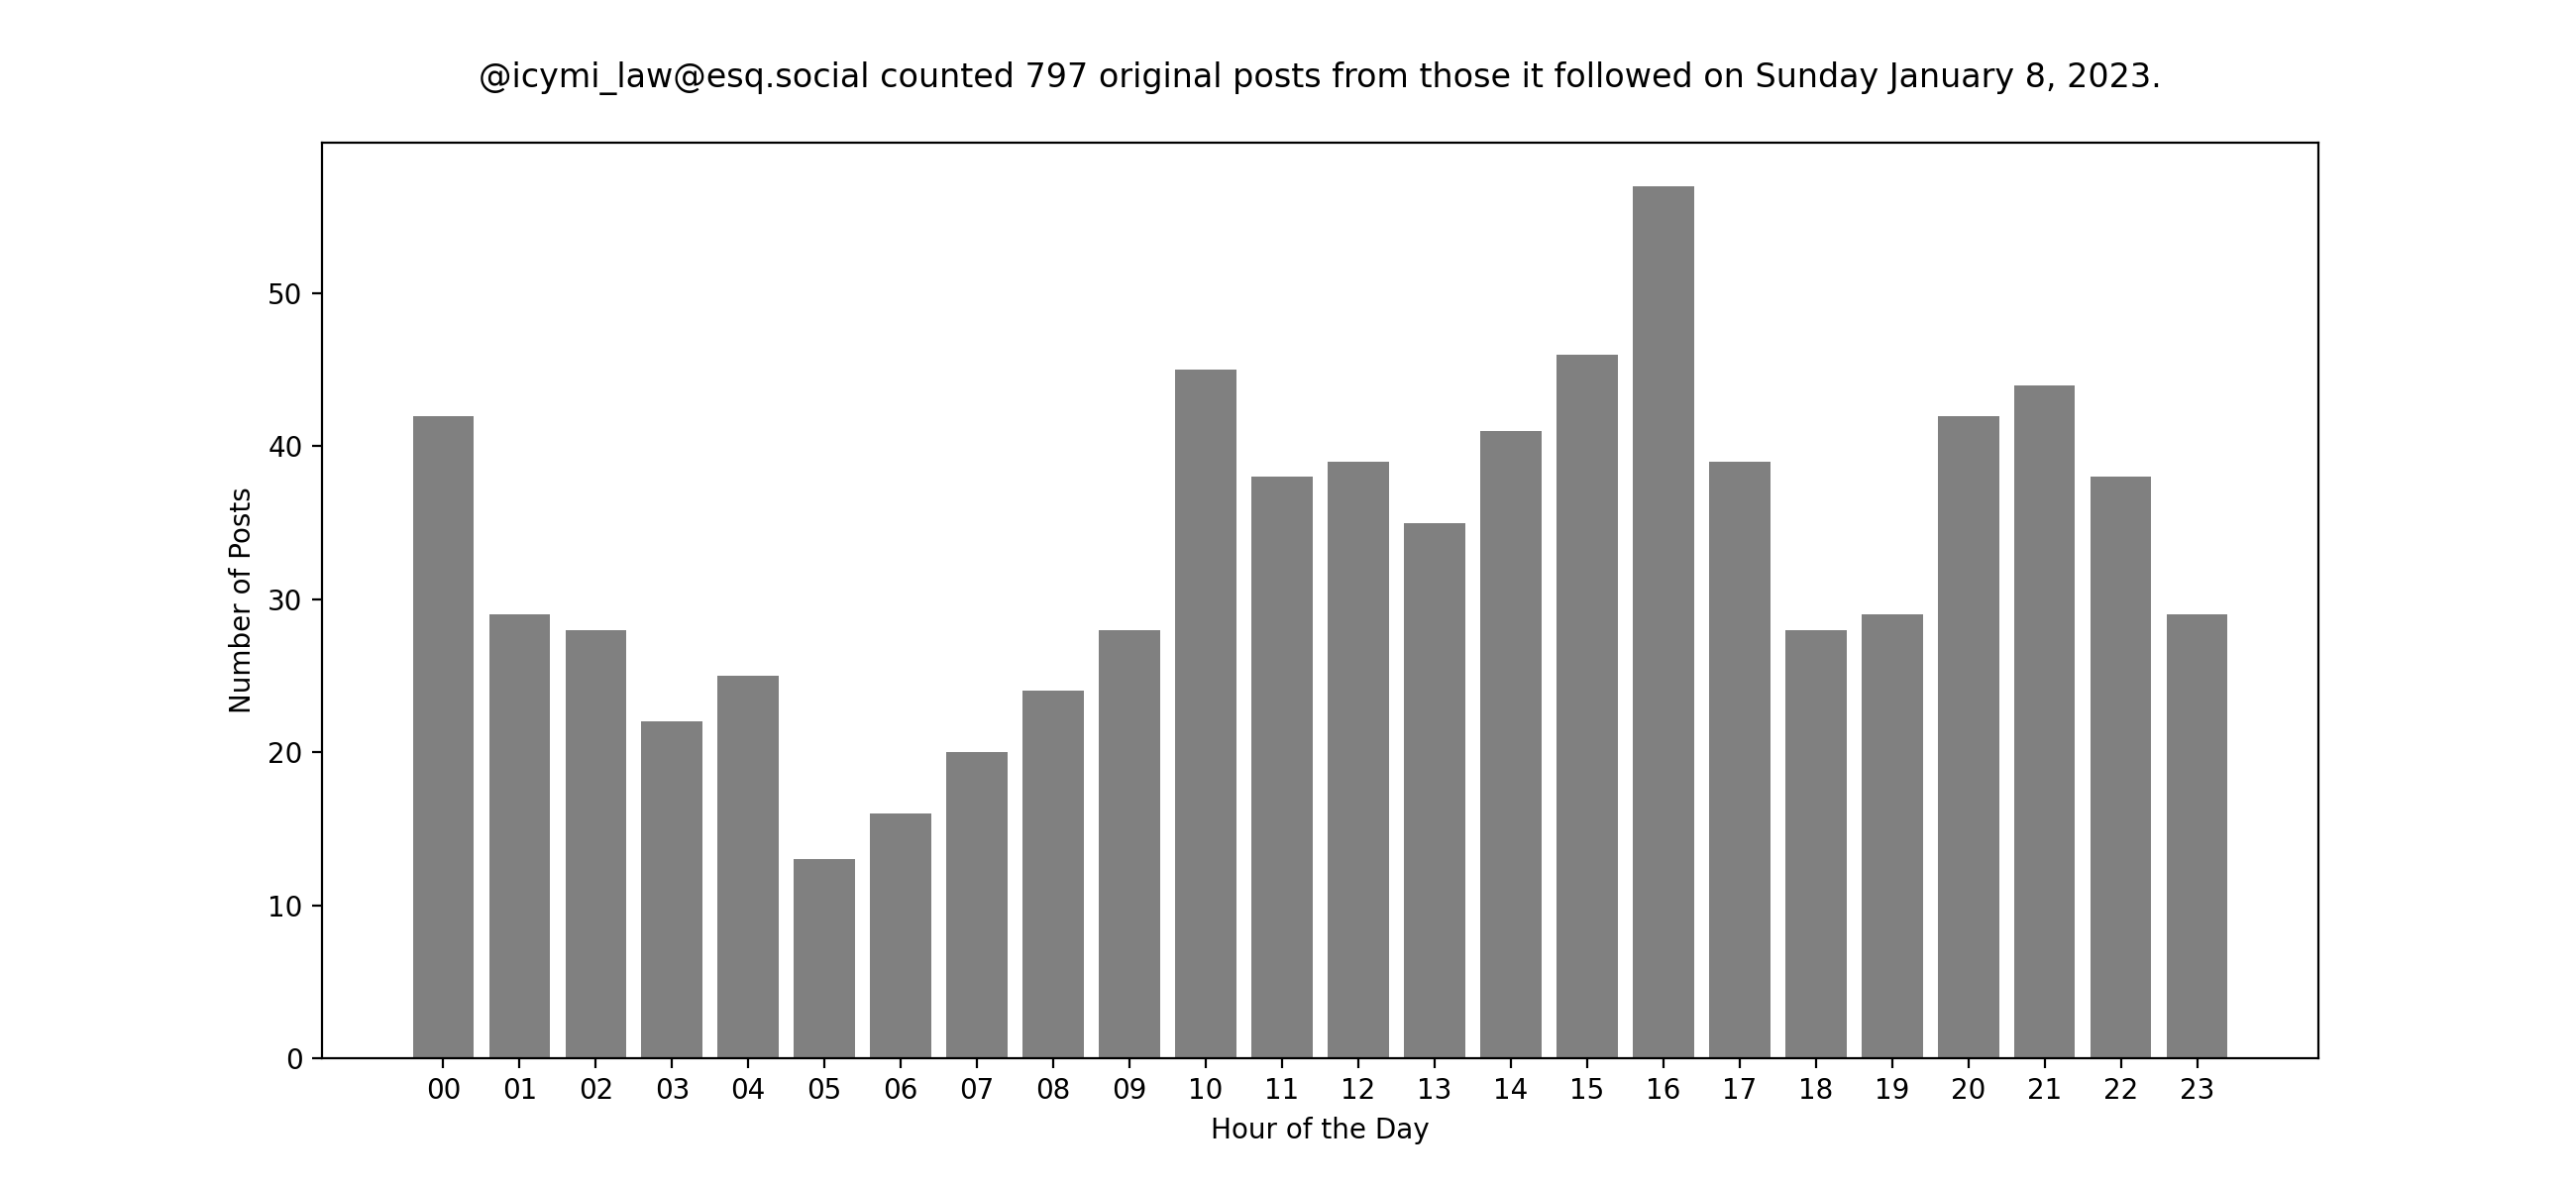 @icymi_law@esq.social counted 797 original posts from those it followed on Sunday January 8, 2023.
50
40
30
20
10
0
Number of Posts
00 01 02 03 04 05 06 07 08 09 10 11 12 13 14 15 16 17 18 19 20 21 22 23
Hour of the Day